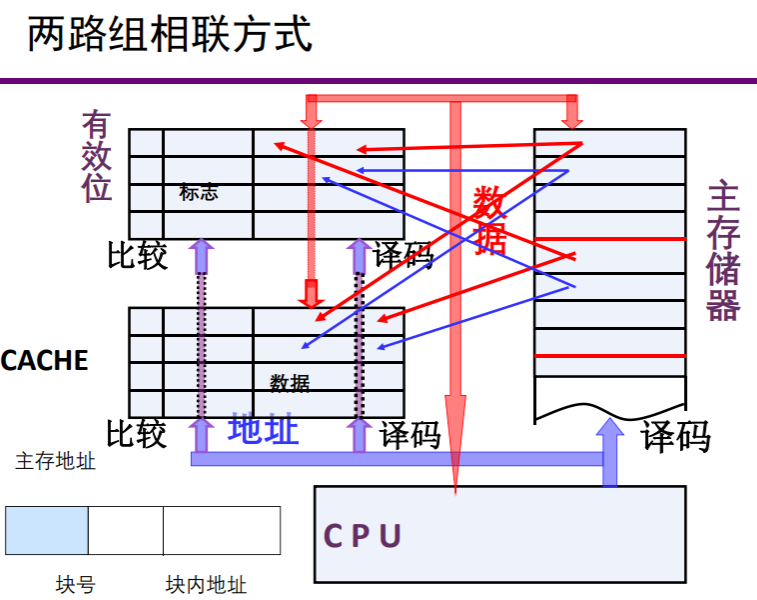 两路组相联方式
有效位
标志
数据
主存储器
比较
译码
CACHE
数据
比较
地址
译码
译码
主存地址
CPU
块号
块内地址